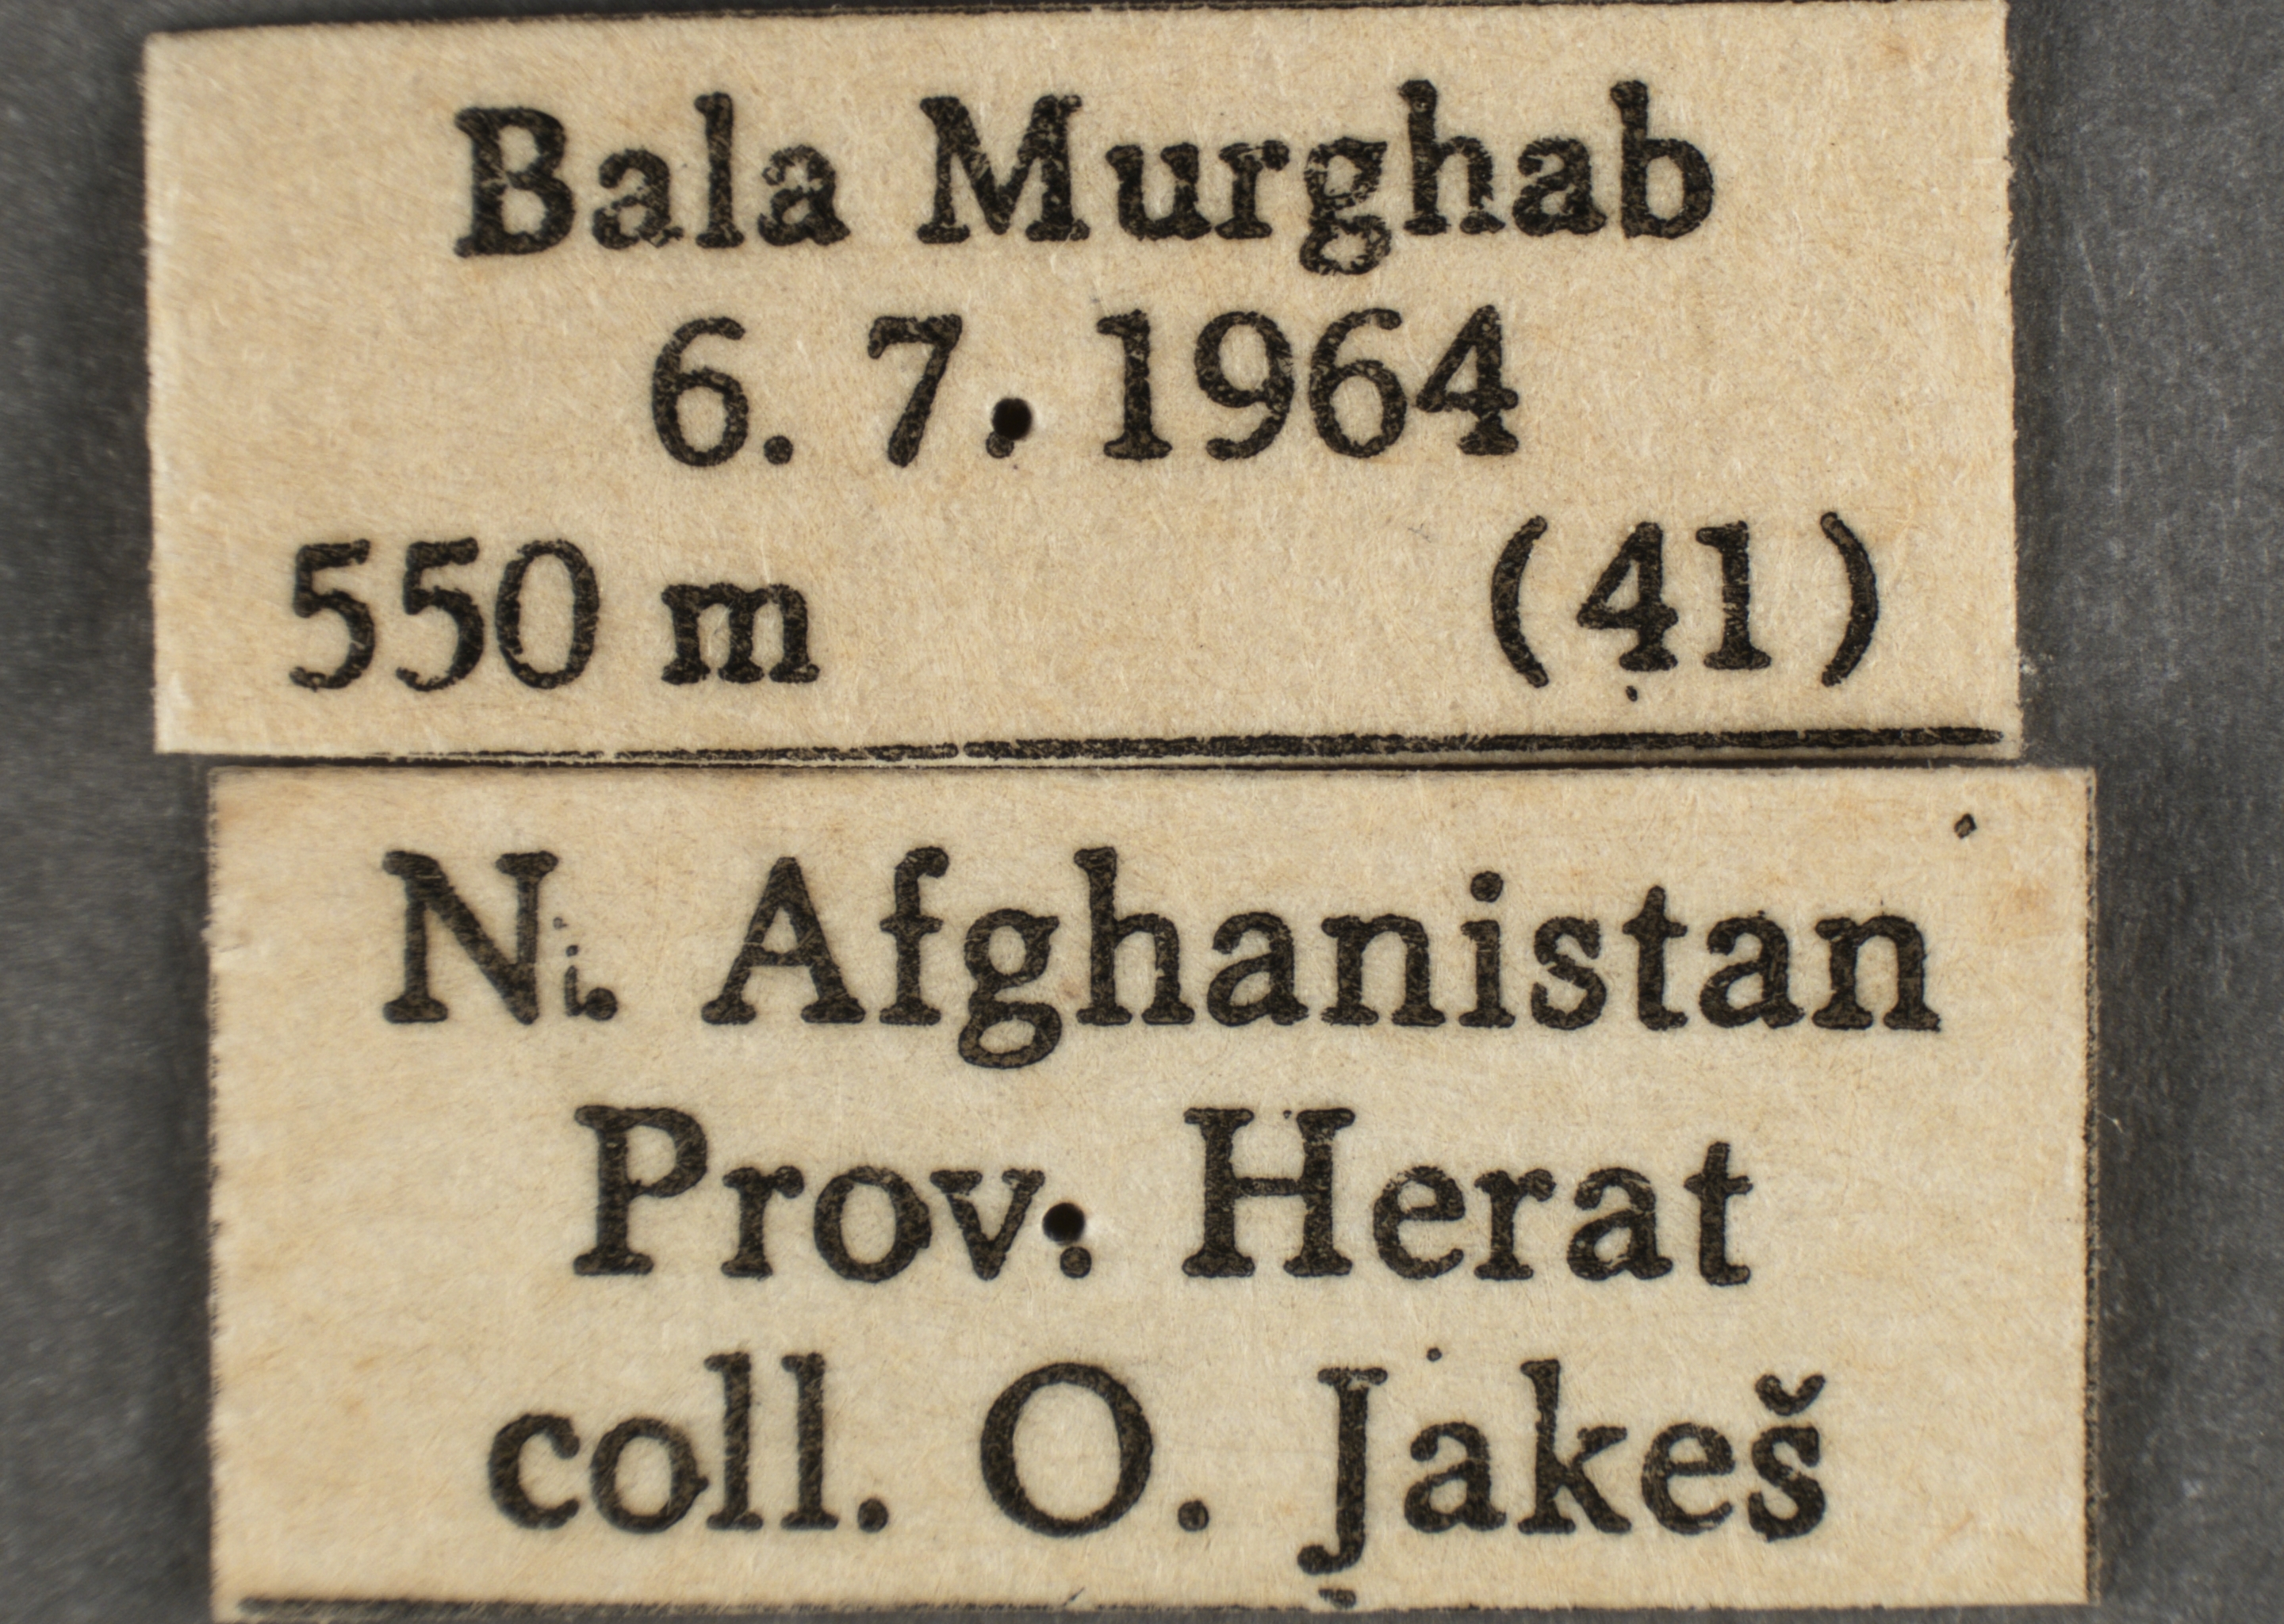 Bala Murghab
6. 7. 1964
550 m (41)
N. Afghanistan
Prov. Herat
coll. O. Jakeš